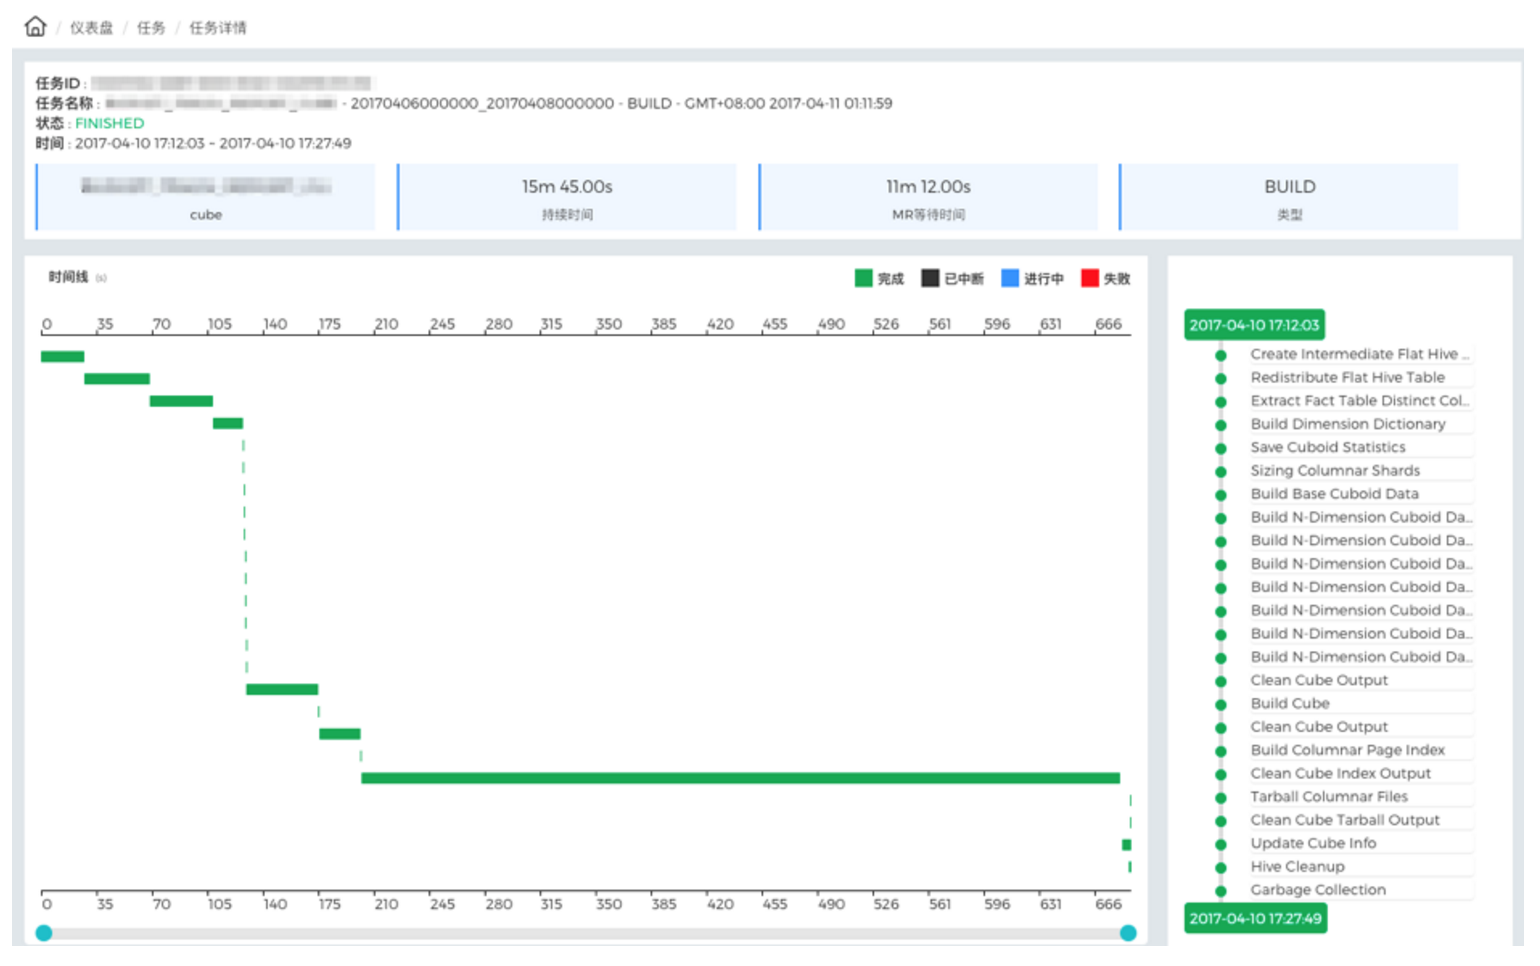 / 仪表盘 / 任务 / 任务详情
任务ID :
任务名称 : - 20170406000000_20170408000000 - BUILD - GMT+08:00 2017-04-11 01:11:59
状态 : FINISHED
时间 : 2017-04-10 17:12:03 ~ 2017-04-10 17:27:49
cube
15m 45.00s
持续时间
11m 12.00s
MR等待时间
BUILD
类型
时间线 (s)
完成 已中断 进行中 失败
0 35 70 105 140 175 210 245 280 315 350 385 420 455 490 526 561 596 631 666
0 35 70 105 140 175 210 245 280 315 350 385 420 455 490 526 561 596 631 666
2017-04-10 17:12:03
Create Intermediate Flat Hive ...
Redistribute Flat Hive Table
Extract Fact Table Distinct Col...
Build Dimension Dictionary
Save Cuboid Statistics
Sizing Columnar Shards
Build Base Cuboid Data
Build N-Dimension Cuboid Da...
Build N-Dimension Cuboid Da...
Build N-Dimension Cuboid Da...
Build N-Dimension Cuboid Da...
Build N-Dimension Cuboid Da...
Build N-Dimension Cuboid Da...
Build N-Dimension Cuboid Da...
Clean Cube Output
Build Cube
Clean Cube Output
Build Columnar Page Index
Clean Cube Index Output
Tarball Columnar Files
Clean Cube Tarball Output
Update Cube Info
Hive Cleanup
Garbage Collection
2017-04-10 17:27:49